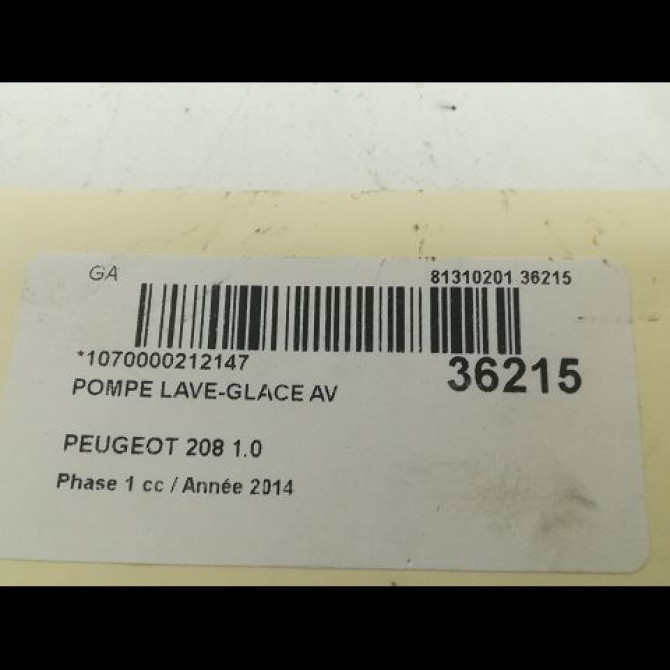 GA 81310201 36215
*1070000212147 36215
POMPE LAVE-GLACE AV
PEUGEOT 208 1.0
Phase 1 cc / Année 2014